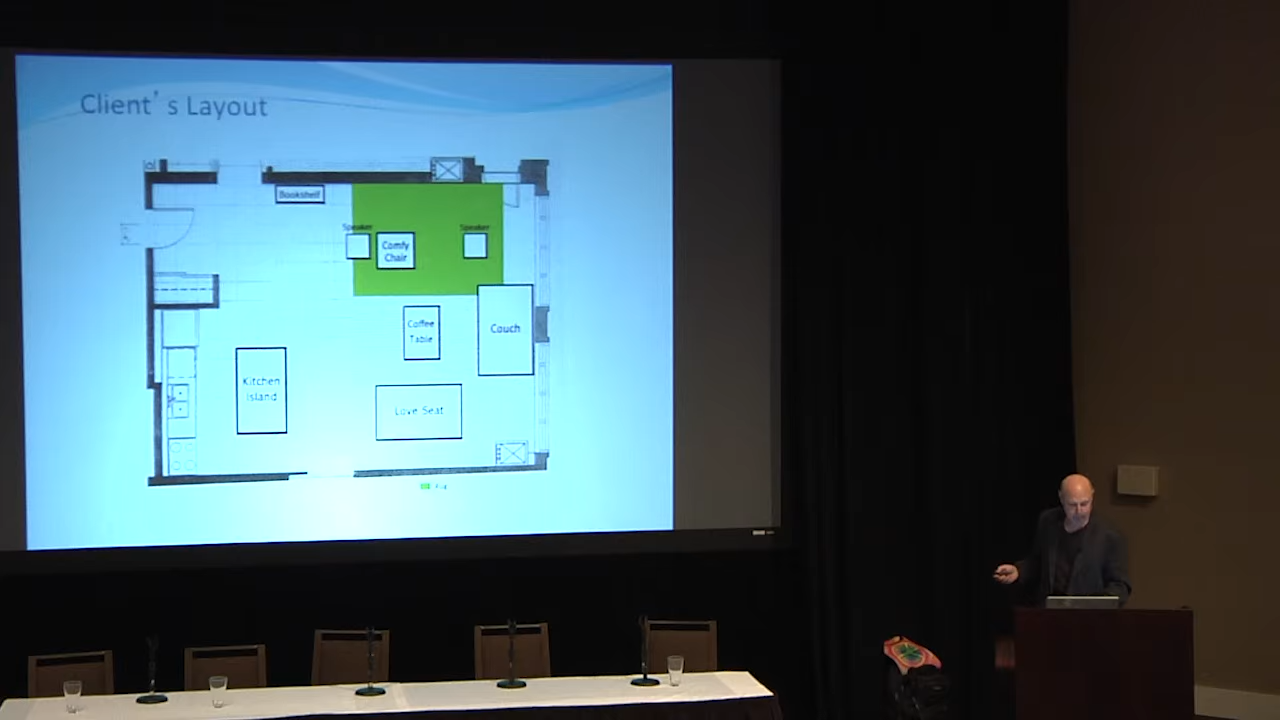 Client's Layout
Bookshelf
Speaker
Speaker
Comfy
Chair
Coffee
Table
Couch
Kitchen
Island
Love Seat